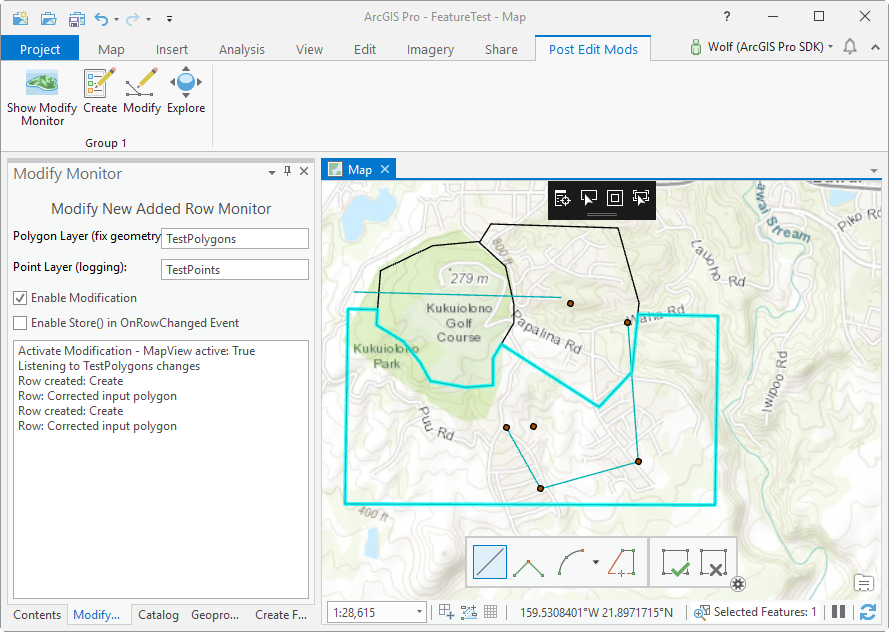 ArcGIS Pro - FeatureTest - Map
?
Project Map Insert Analysis View Edit Imagery Share Post Edit Mods Wolf (ArcGIS Pro SDK)
Show Modify Monitor
Create
Modify
Explore
Group 1
Modify Monitor
Modify New Added Row Monitor
Polygon Layer (fix geometry
TestPolygons
Point Layer (logging):
TestPoints
Enable Modification
Enable Store() in OnRowChanged Event
Activate Modification - MapView active: True
Listening to TestPolygons changes
Row created: Create
Row: Corrected input polygon
Row created: Create
Row: Corrected input polygon
Contents Modify... Catalog Geopro... Create F...
Map
800 ft
279 m
Kukuiolono
Golf
Course
Kukuiolono
Park
Papalina Rd
Puu Rd
400 ft
Lauoho Rd
Piko Rd
Stream
Iwipoo Rd
1:28,615
159.5308401°W 21.8971715°N
Selected Features: 1